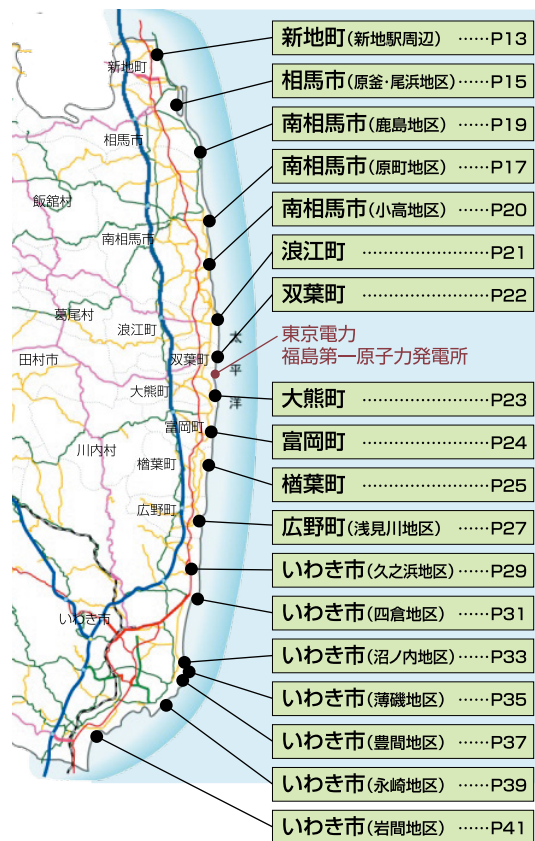 新地町(新地駅周辺) ……P13
相馬市(原釜・尾浜地区) ……P15
南相馬市(鹿島地区) ……P19
南相馬市(原町地区) ……P17
南相馬市(小高地区) ……P20
浪江町 …………………P21
双葉町 …………………P22
東京電力
福島第一原子力発電所
大熊町 …………………P23
富岡町 …………………P24
楢葉町 …………………P25
広野町(浅見川地区) ……P27
いわき市(久之浜地区) ……P29
いわき市(四倉地区) ……P31
いわき市(沼ノ内地区) ……P33
いわき市(薄磯地区) ……P35
いわき市(豊間地区) ……P37
いわき市(永崎地区) ……P39
いわき市(岩間地区) ……P41
新地町
相馬市
飯舘村
南相馬市
葛尾村
浪江町
田村市
双葉町
大熊町
富岡町
川内村
楢葉町
広野町
いわき市
太平洋